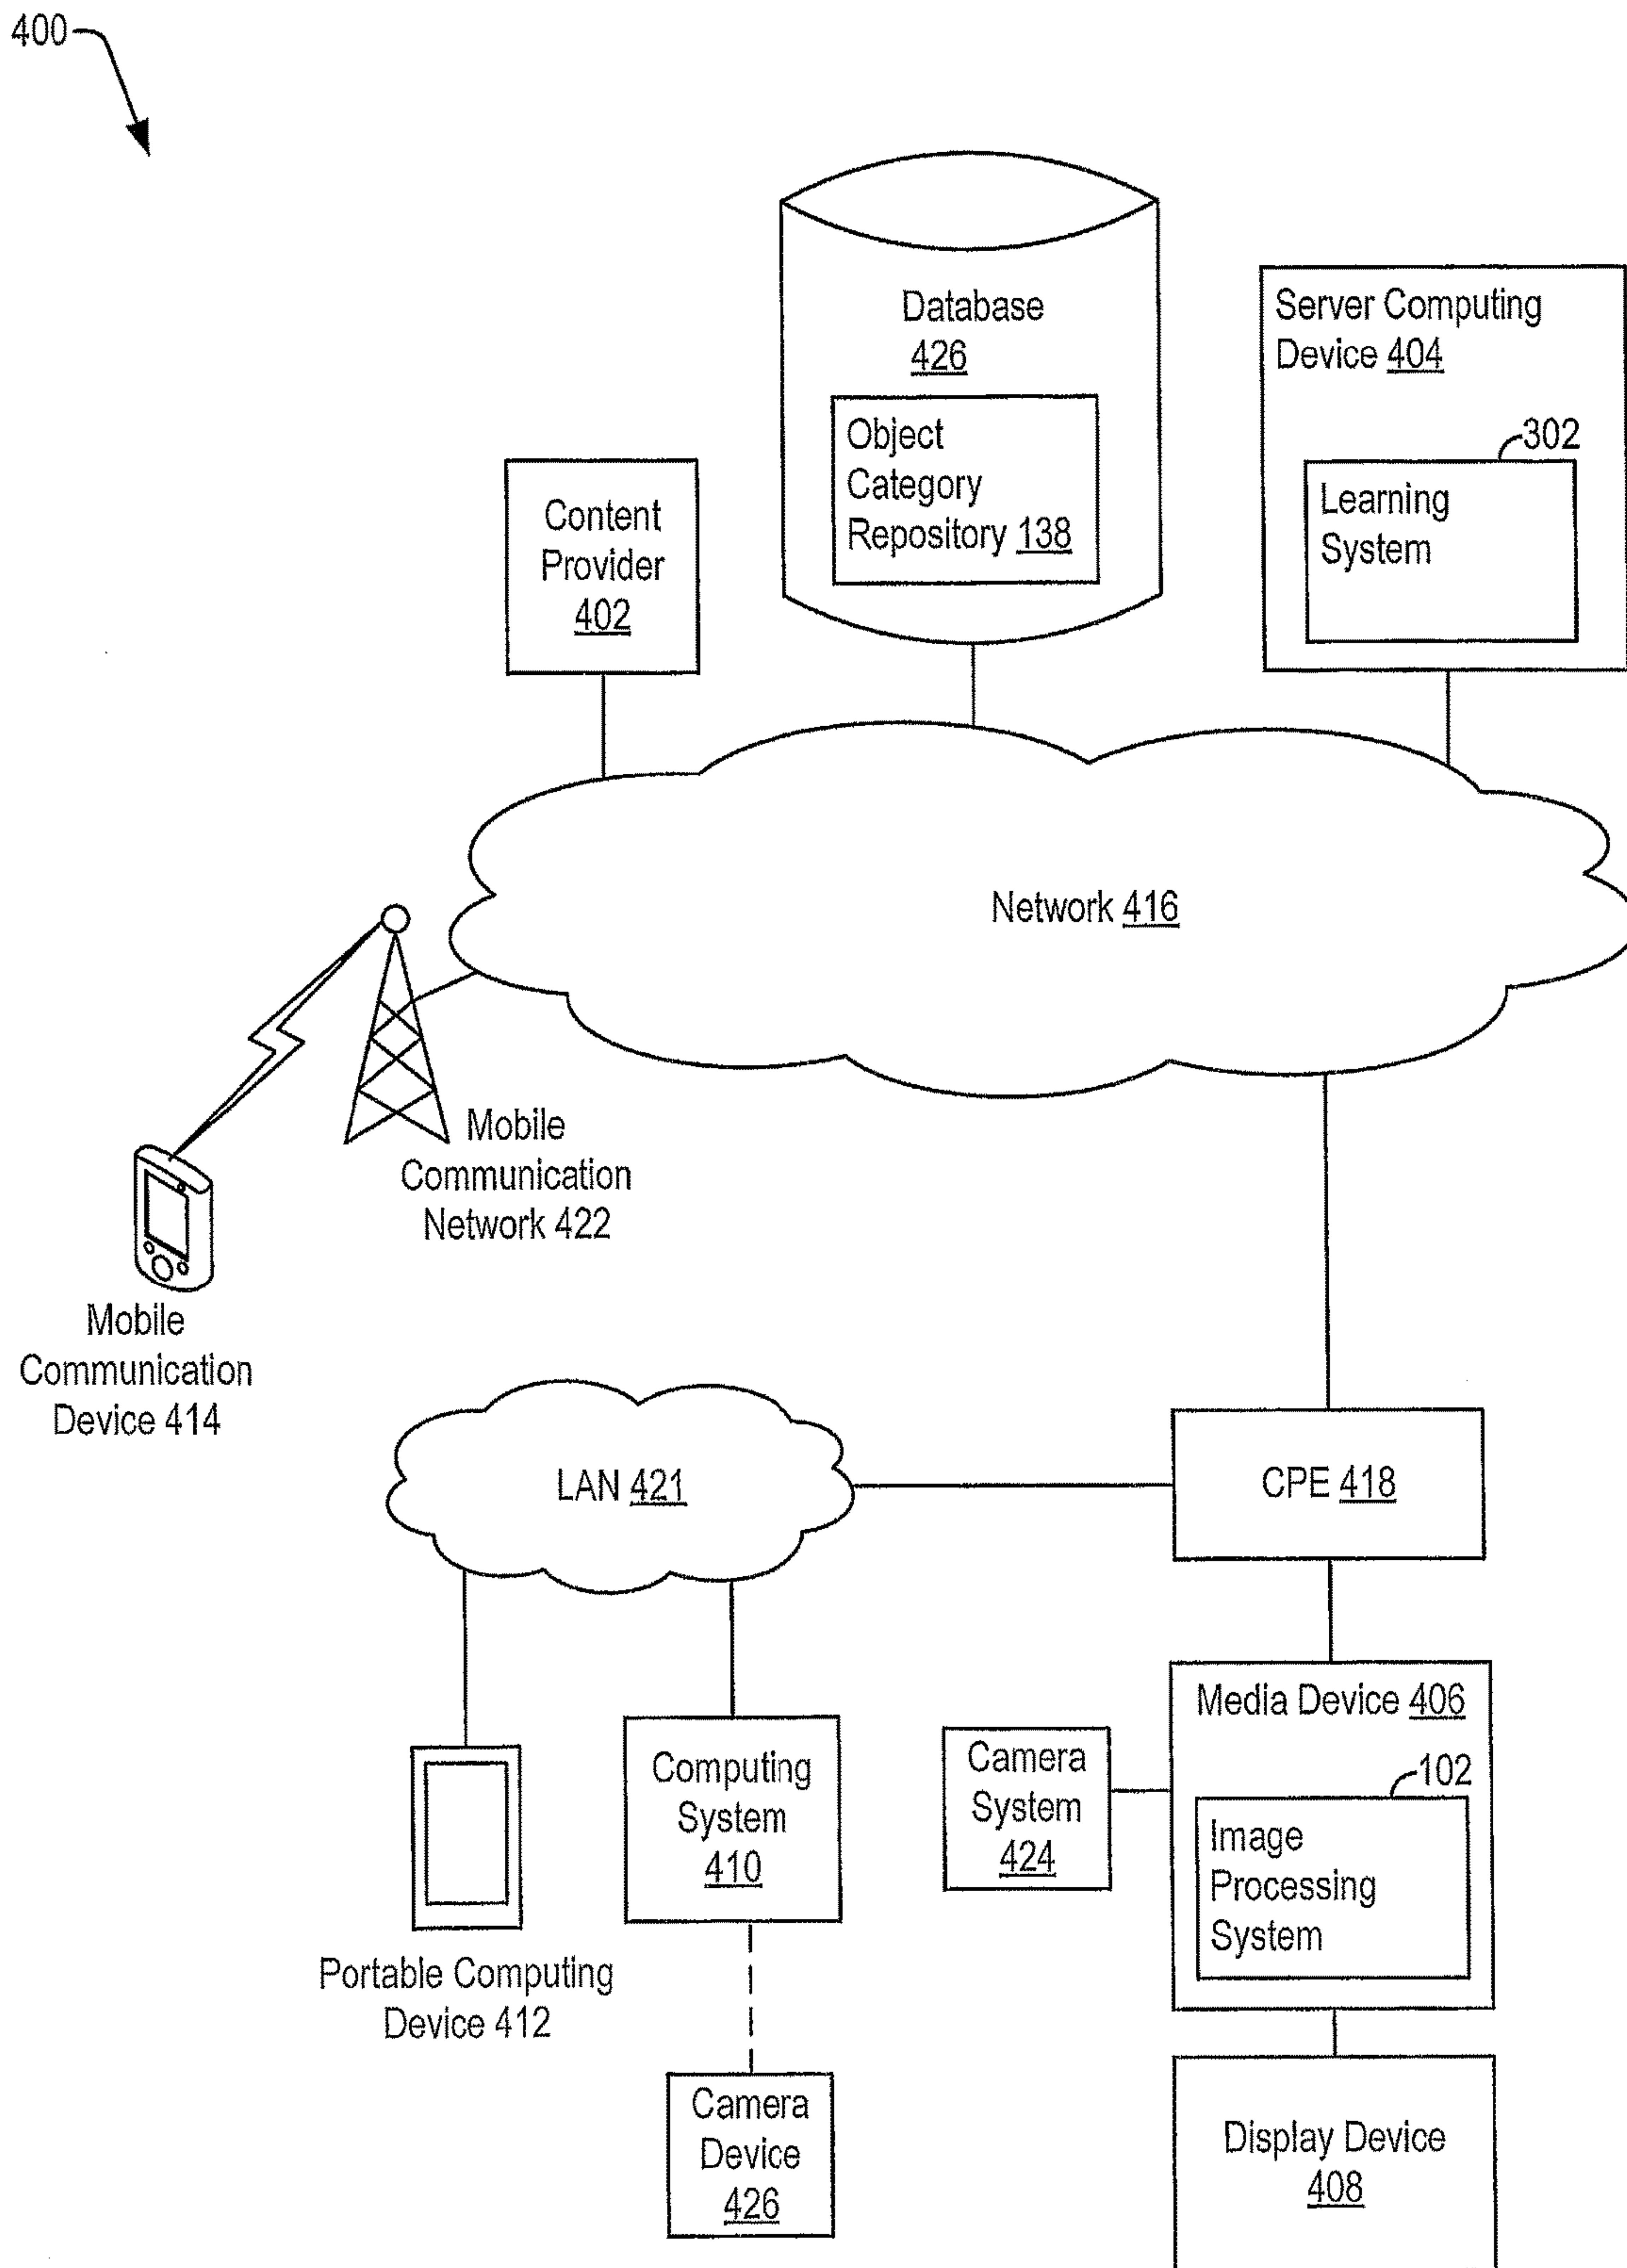 400
Database
426
Object
Category
Repository 138
Server Computing
Device 404
302
Learning
System
Content
Provider
402
Network 416
Mobile
Communication
Network 422
Mobile
Communication
Device 414
LAN 421
CPE 418
Media Device 406
102
Image
Processing
System
Camera
System
424
Computing
System
410
Portable Computing
Device 412
Camera
Device
426
Display Device
408